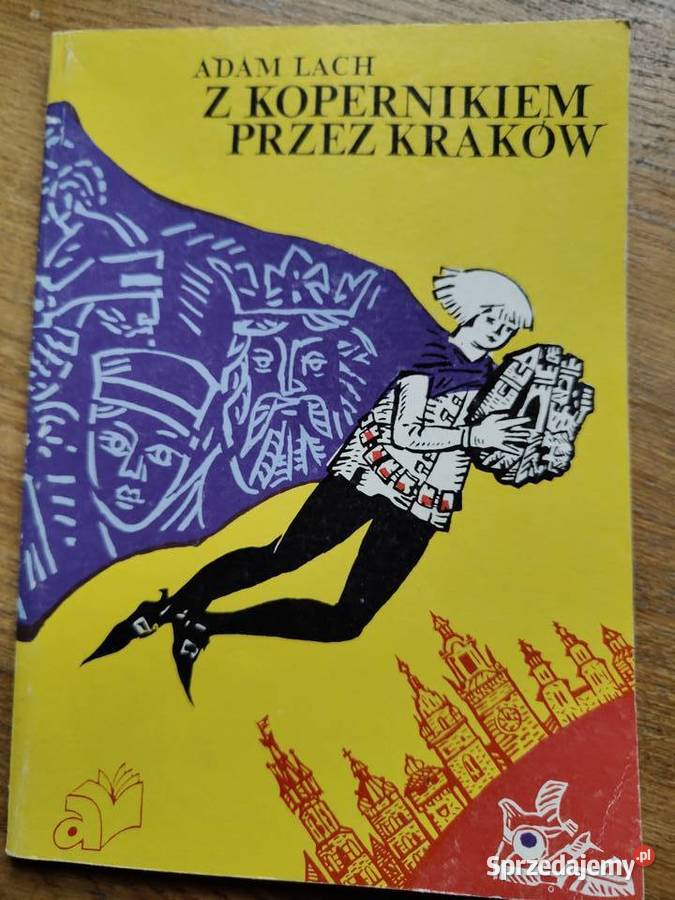 ADAM LACH
Z KOPERNIKIEM
PRZEZ KRAKÓW
Sprzedajemy.pl